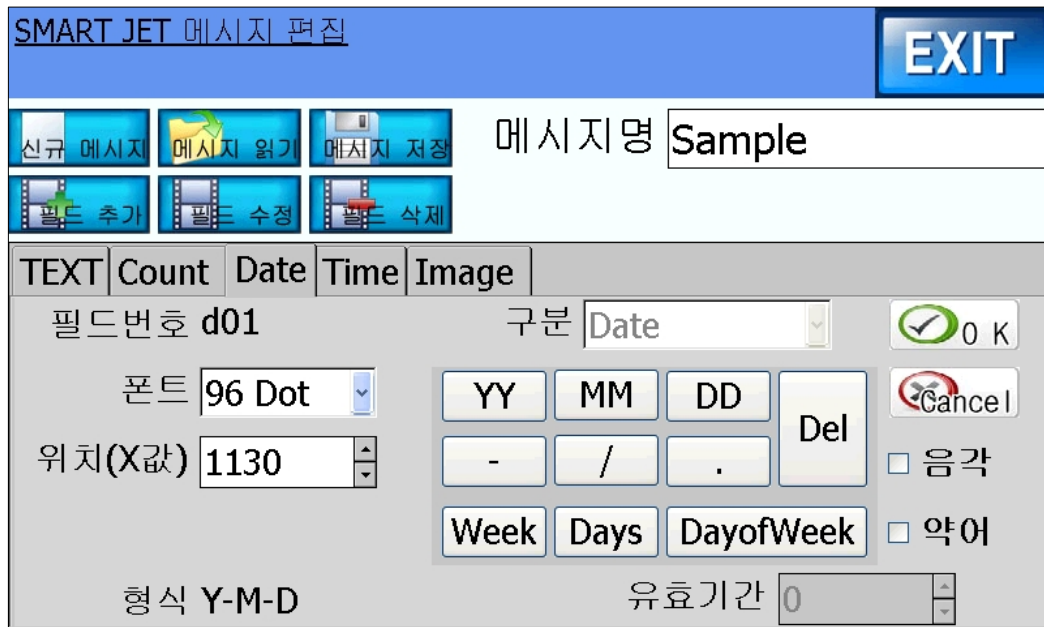 SMART JET 메시지 편집
EXIT
신규 메시지 메시지 읽기 메시지 저장
메시지명 Sample
필드 추가 필드 수정 필드 삭제
TEXT Count Date Time Image
필드번호 d01 구분 Date O K
폰트 96 Dot YY MM DD Del Cancel
위치(X값) 1130 - / . 음각
Week Days DayofWeek 약어
형식 Y-M-D 유효기간 0